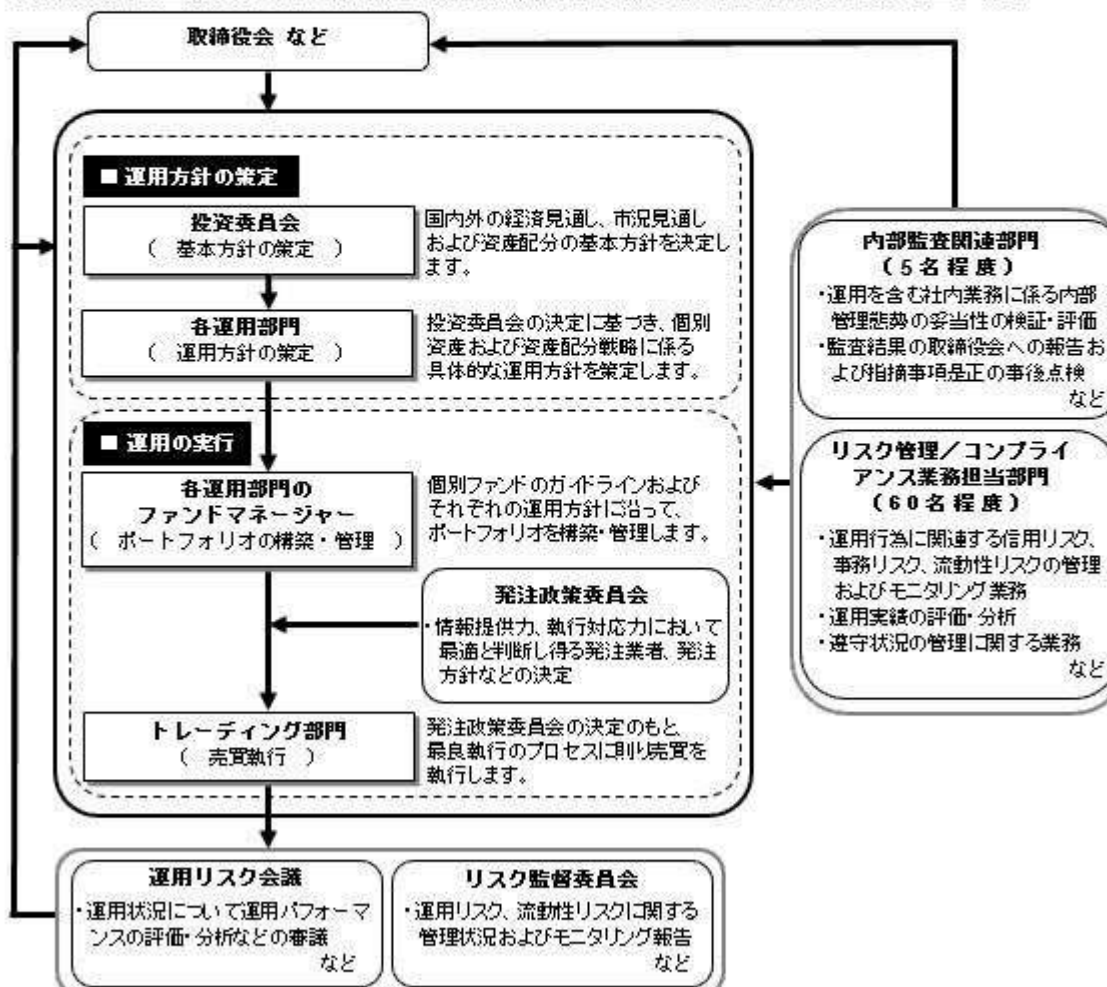 取締役会 など
■ 運用方針の策定
投資委員会
( 基本方針の策定 )
国内外の経済見通し、市況見通し
および資産配分の基本方針を決定し
ます。
各運用部門
( 運用方針の策定 )
投資委員会の決定に基づき、個別
資産および資産配分戦略に係る
具体的な運用方針を策定します。
■ 運用の実行
各運用部門の
ファンドマネージャー
( ポートフォリオの構築・管理 )
個別ファンドのガイドラインおよび
それぞれの運用方針に沿って、
ポートフォリオを構築・管理します。
発注政策委員会
・情報提供力、執行対応力において
最適と判断し得る発注業者、発注
方針などの決定
トレーディング部門
( 売買執行 )
発注政策委員会の決定のもと、
最良執行のプロセスに則り売買を
執行します。
内部監査関連部門
(5名程度)
・運用を含む社内業務に係る内部
管理態勢の妥当性の検証・評価
・監査結果の取締役会への報告お
よび指摘事項是正の事後点検
など
リスク管理/コンプライ
アンス業務担当部門
(60名程度)
・運用行為に関連する信用リスク、
事務リスク、流動性リスクの管理
およびモニタリング業務
・運用実績の評価・分析
・遵守状況の管理に関する業務
など
運用リスク会議
・運用状況について運用パフォーマ
ンスの評価・分析などの審議
など
リスク監督委員会
・運用リスク、流動性リスクに関する
管理状況およびモニタリング報告
など